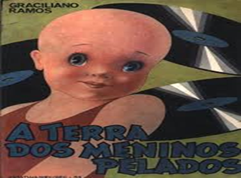 GRACILIANO
RAMOS
A TERRA
DOS MENINOS
PELADOS